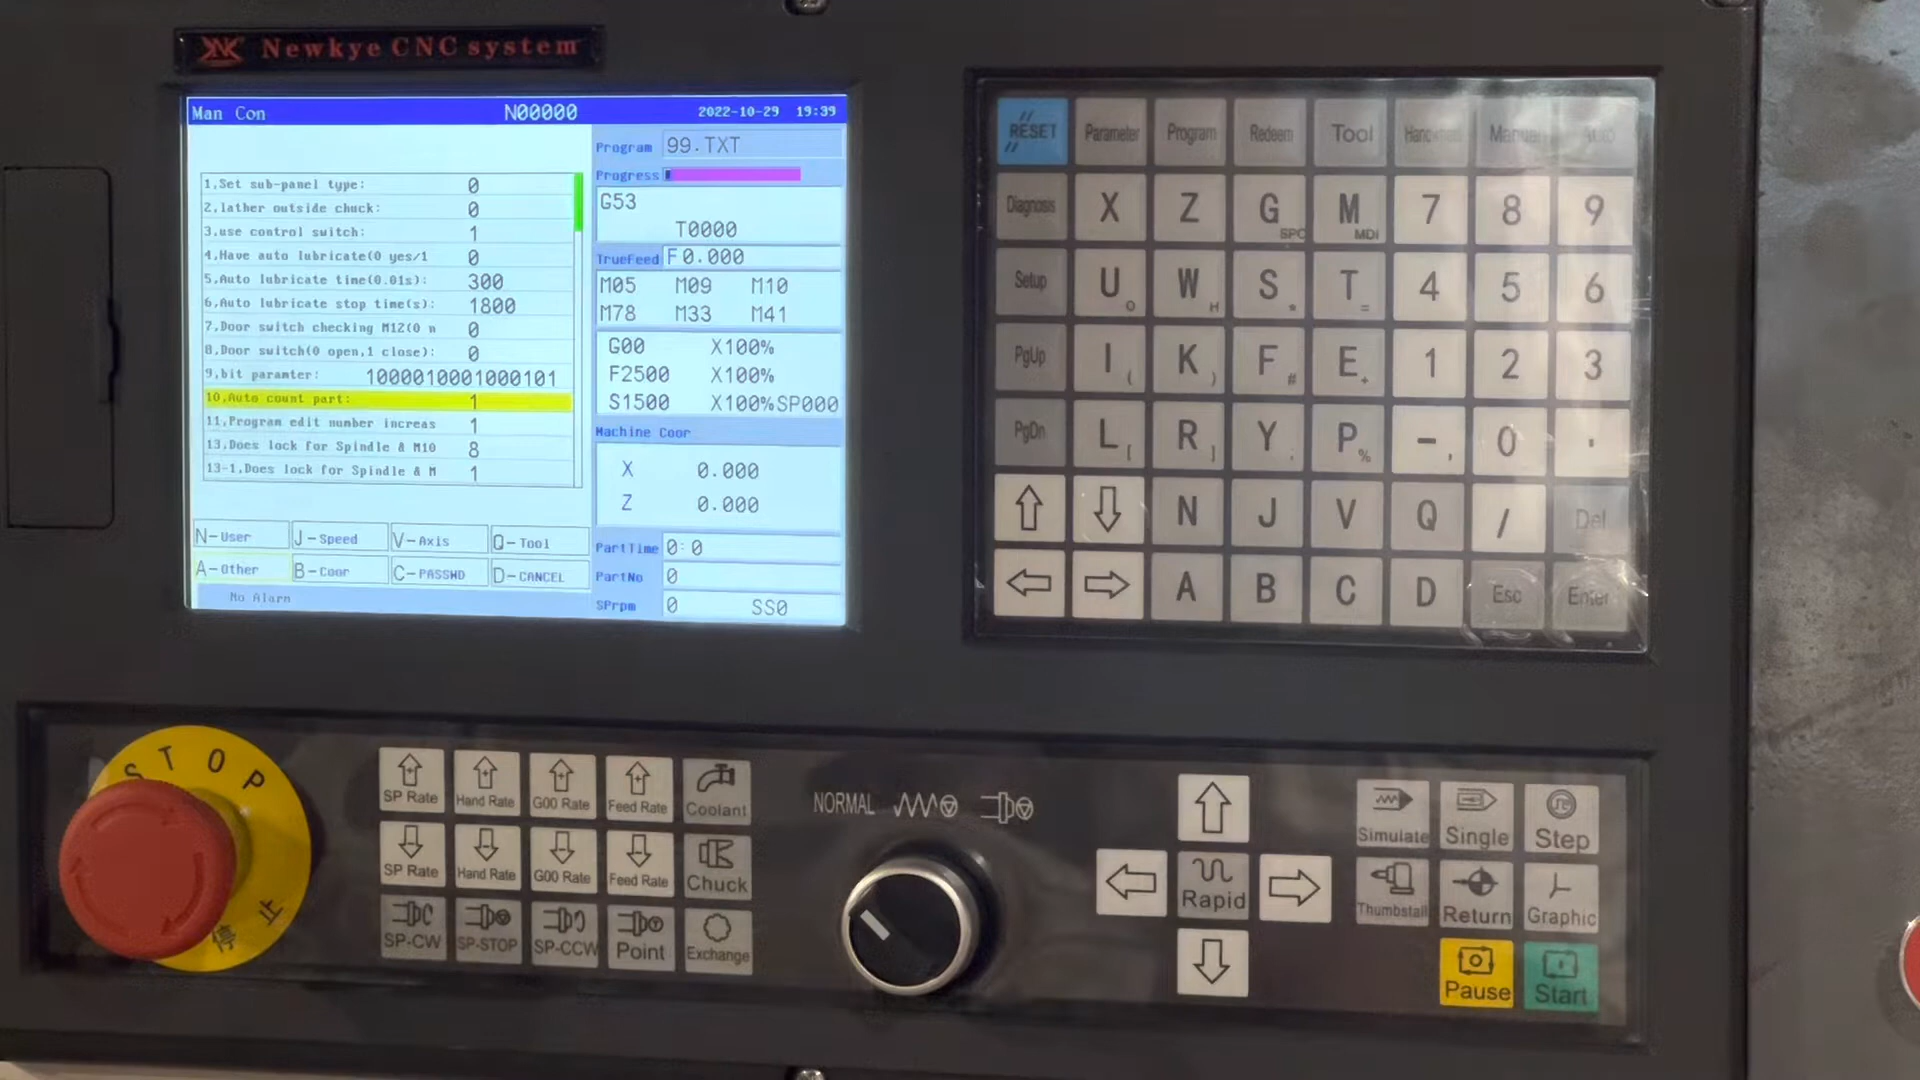 Newkye CNC system
Man Con N00000 2022-10-29 19:39
1,Set sub-panel type: 0
2,lather outside chuck: 0
3.use control switch: 1
4,Have auto lubricate(0 yes/1 0
5,Auto lubricate time(0.01s): 300
6,Auto lubricate stop time(s): 1800
7,Door switch checking M12(0 n 0
8,Door switch(0 open,1 close): 0
9,bit paramter: 1000010001000101
10,Auto count part: 1
11,Program edit number increas 1
13,Does lock for Spindle & M10 8
13-1,Does lock for Spindle & M 1
N-User J-Speed V-Axis Q-Tool
A-Other B-Coor C-PASSWD D-CANCEL
No Alarm
Program 99.TXT
Progress
G53
T0000
TrueFeed F0.000
M05 M09 M10
M78 M33 M41
G00 X100%
F2500 X100%
S1500 X100%SP000
Machine Coor
X 0.000
Z 0.000
PartTime 0:0
PartNo 0
SPrpm 0 SS0
// RESET // Parameter Program Redeem Tool Auto
Diagnosis X Z G SPC M MDI 7 8 9
Setup U O W H S * T = 4 5 6
PgUp I ( K ) F # E + 1 2 3
PgDn L [ R ] Y ; P % - , 0 .
N J V Q / Del
A B C D Esc Enter
STOP
停止
SP Rate Hand Rate G00 Rate Feed Rate Coolant
SP Rate Hand Rate G00 Rate Feed Rate Chuck
SP-CW SP-STOP SP-CCW Point Exchange
NORMAL
Rapid
Simulate Single Step
Thumbstall Return Graphic
Pause Start